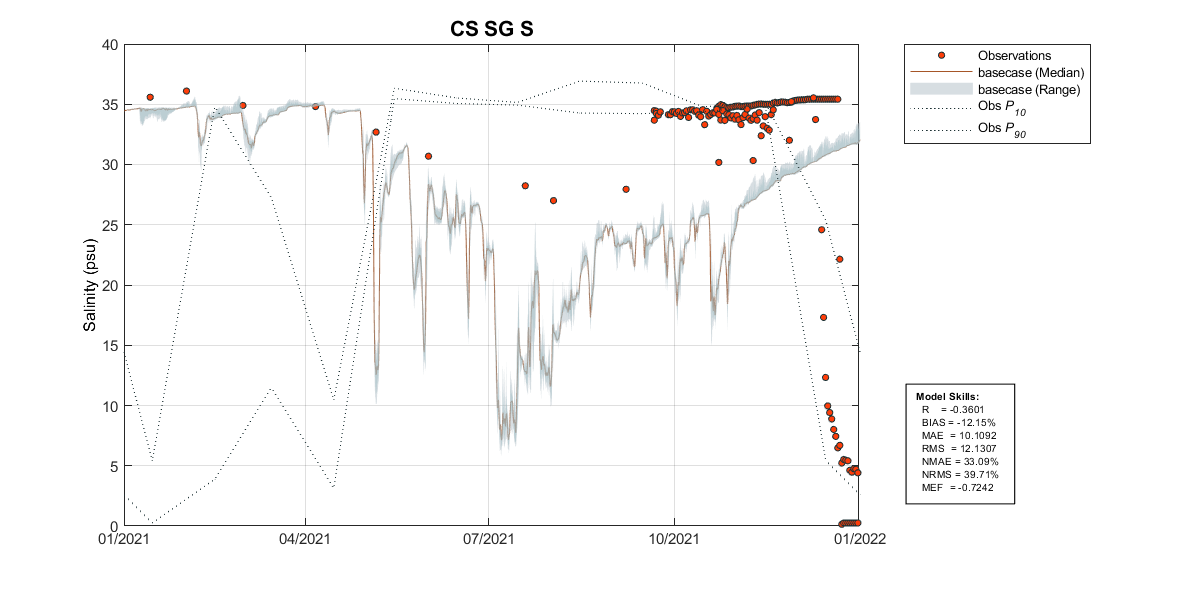 CS SG S
40
35
30
25
20
15
10
5
0
Salinity (psu)
01/2021
04/2021
07/2021
10/2021
01/2022
Observations
basecase (Median)
basecase (Range)
Obs P10
Obs P90
Model Skills:
R = -0.3601
BIAS = -12.15%
MAE = 10.1092
RMS = 12.1307
NMAE = 33.09%
NRMS = 39.71%
MEF = -0.7242